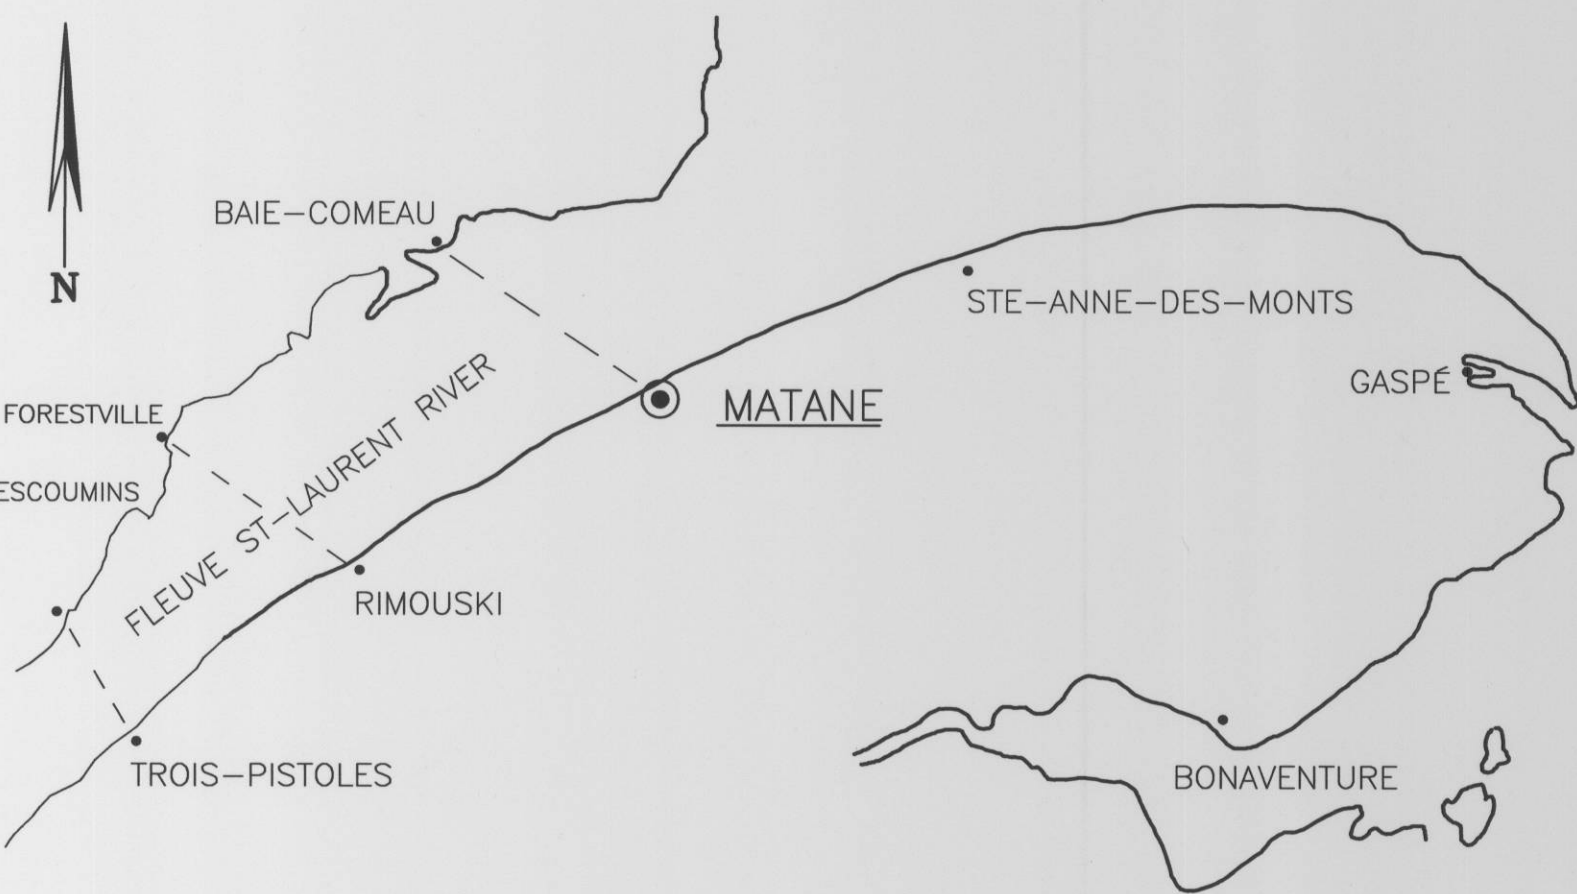 BAIE-COMEAU
N
STE-ANNE-DES-MONTS
GASPÉ
MATANE
FORESTVILLE
ESCOUMINS
FLEUVE ST-LAURENT RIVER
RIMOUSKI
TROIS-PISTOLES
BONAVENTURE